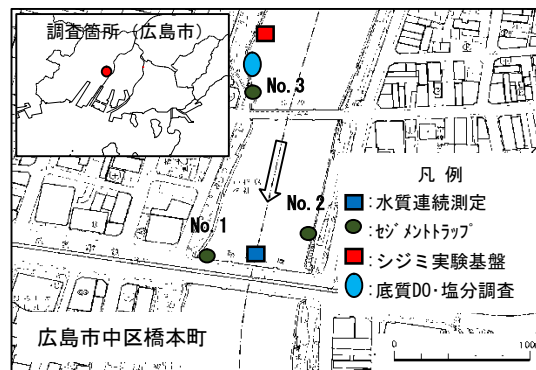 調査箇所（広島市）
No.3
No.2
No.1
凡 例
:水質連続測定
:ｾｼﾞﾒﾝﾄﾄﾗｯﾌﾟ
:シジミ実験基盤
:底質DO・塩分調査
広島市中区橋本町
0